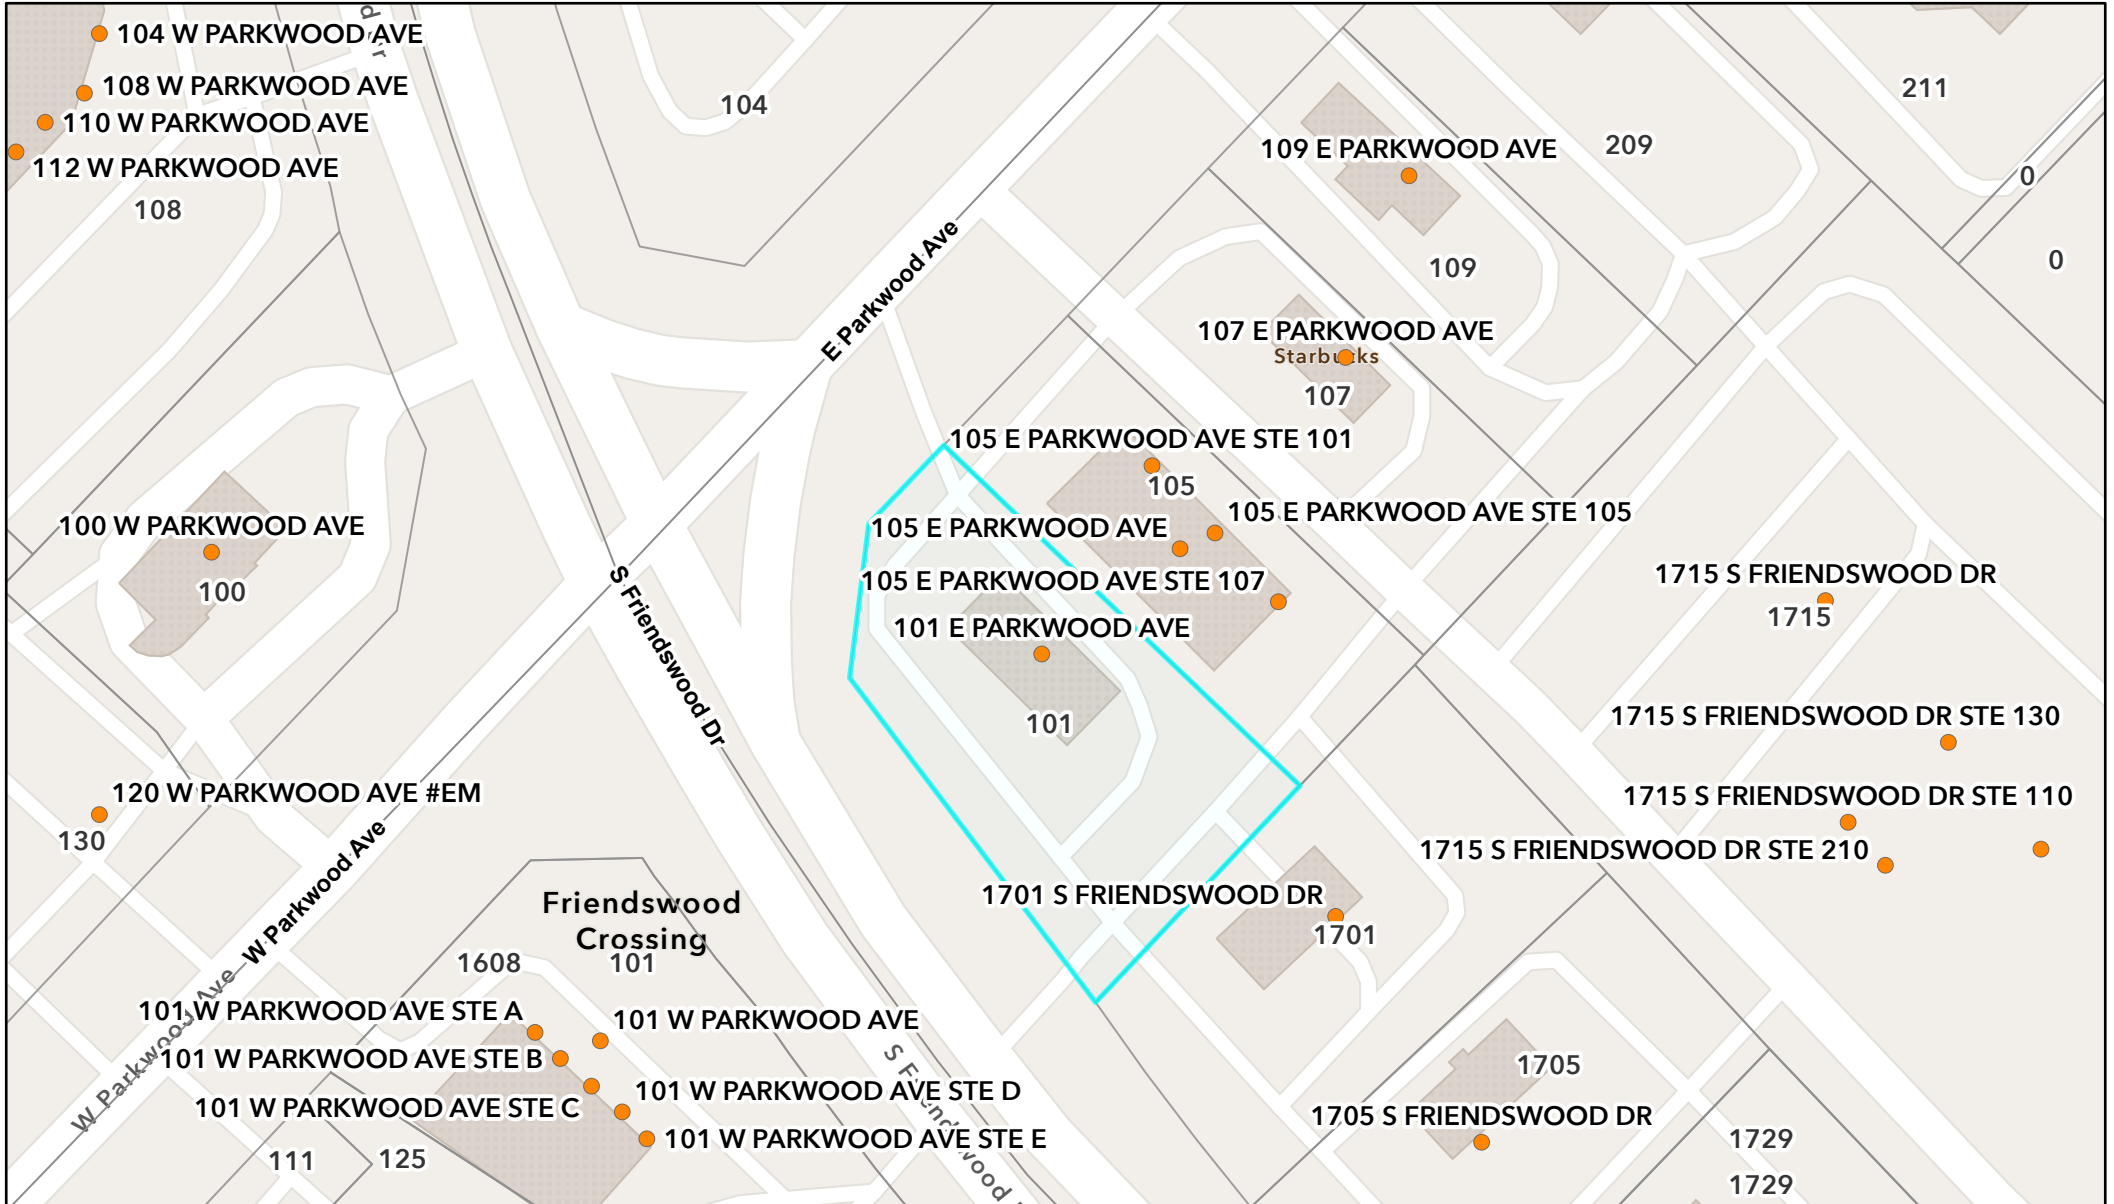 104 W PARKWOOD AVE
108 W PARKWOOD AVE
110 W PARKWOOD AVE
112 W PARKWOOD AVE
108
104
211
209
109 E PARKWOOD AVE
109
0
0
E Parkwood Ave
107 E PARKWOOD AVE
Starbucks
107
105 E PARKWOOD AVE STE 101
105
105 E PARKWOOD AVE STE 105
105 E PARKWOOD AVE
105 E PARKWOOD AVE STE 107
101 E PARKWOOD AVE
101
100 W PARKWOOD AVE
100
S Friendswood Dr
1715 S FRIENDSWOOD DR
1715
1715 S FRIENDSWOOD DR STE 130
1715 S FRIENDSWOOD DR STE 110
1715 S FRIENDSWOOD DR STE 210
120 W PARKWOOD AVE #EM
130
W Parkwood Ave
W Parkwood Ave
1701 S FRIENDSWOOD DR
1701
Friendswood
Crossing
1608
101
101 W PARKWOOD AVE STE A
101 W PARKWOOD AVE
101 W PARKWOOD AVE STE B
101 W PARKWOOD AVE STE D
101 W PARKWOOD AVE STE C
101 W PARKWOOD AVE STE E
111
125
1705
1705 S FRIENDSWOOD DR
1729
1729